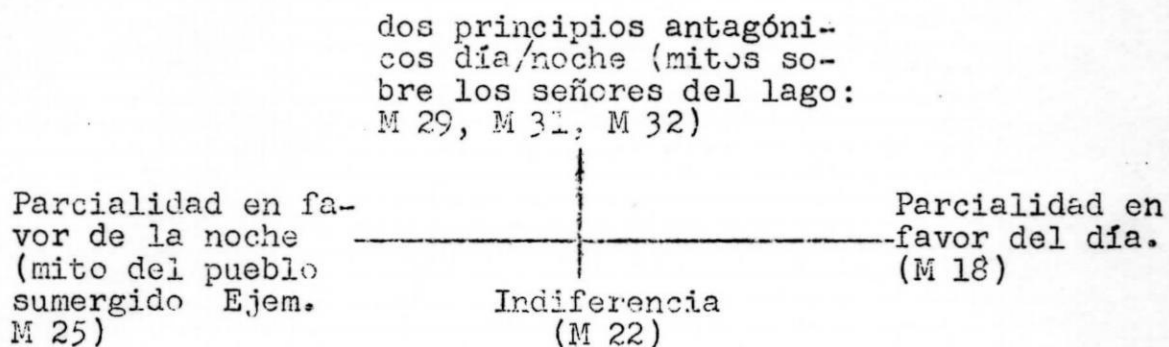 dos principios antagóni-
cos día/noche (mitos so-
bre los señores del lago:
M 29, M 31, M 32)
Parcialidad en fa-
vor de la noche
(mito del pueblo
sumergido Ejem.
M 25)
Indiferencia
(M 22)
Parcialidad en
favor del día.
(M 18)